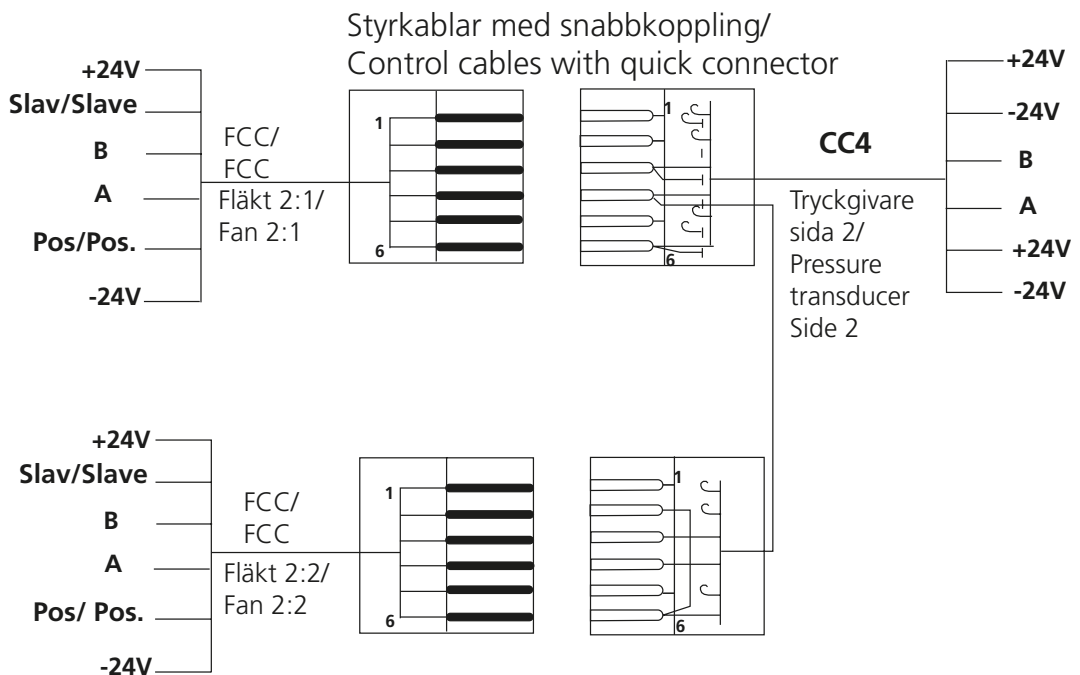 Styrkablar med snabbkoppling/
Control cables with quick connector
+24V
Slav/Slave
B
A
Pos/Pos.
-24V
FCC/
FCC
Fläkt 2:1/
Fan 2:1
1
6
1
6
CC4
Tryckgivare
sida 2/
Pressure
transducer
Side 2
+24V
-24V
B
A
+24V
-24V
+24V
Slav/Slave
B
A
Pos/ Pos.
-24V
FCC/
FCC
Fläkt 2:2/
Fan 2:2
1
6
1
6